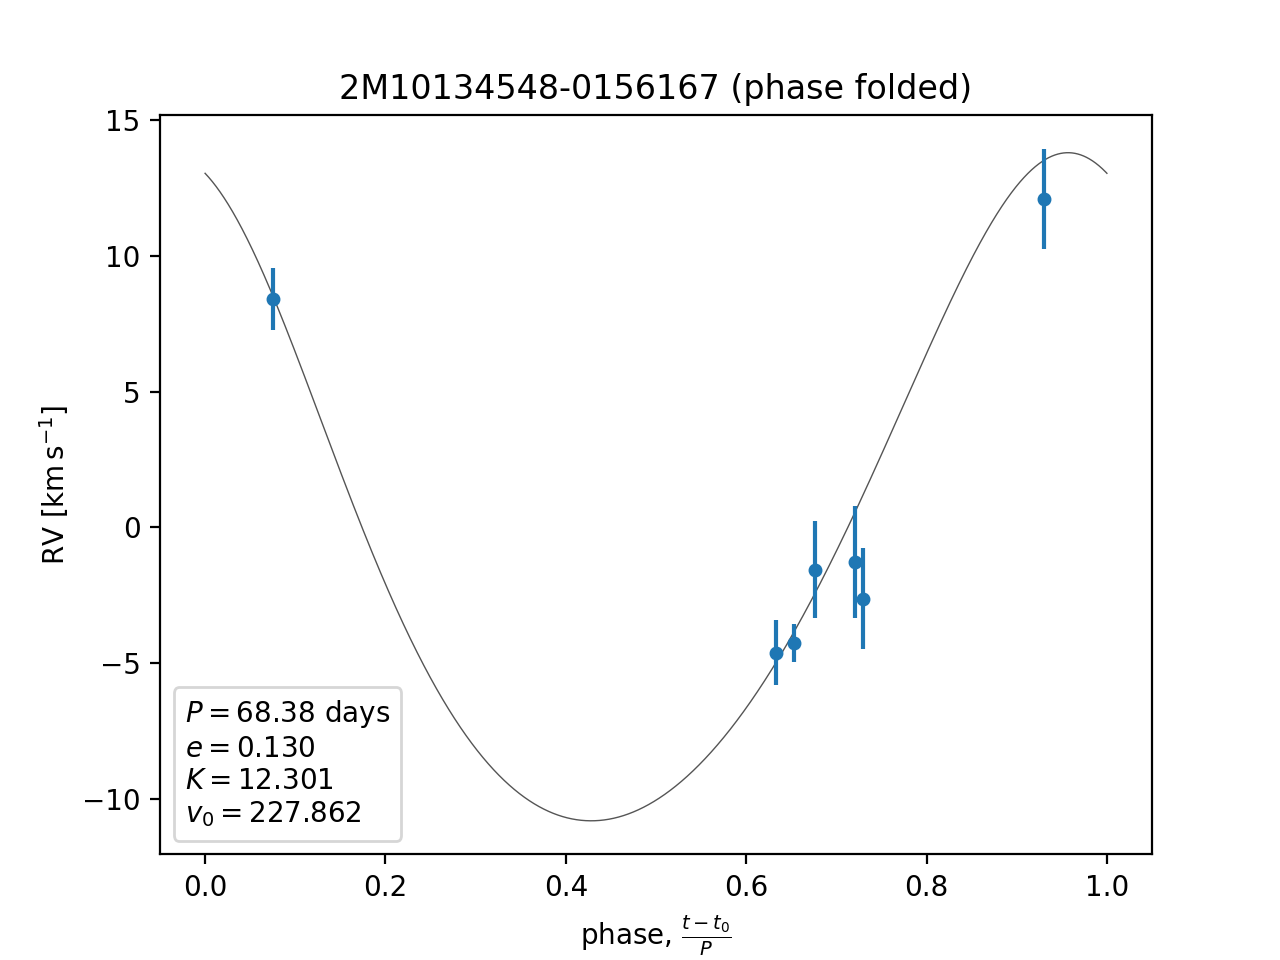 2M10134548-0156167 (phase folded)
15
10
5
0
−5
−10
RV [km s⁻¹]
P = 68.38 days
e = 0.130
K = 12.301
v₀ = 227.862
0.0 0.2 0.4 0.6 0.8 1.0
phase, (t − t₀)/P